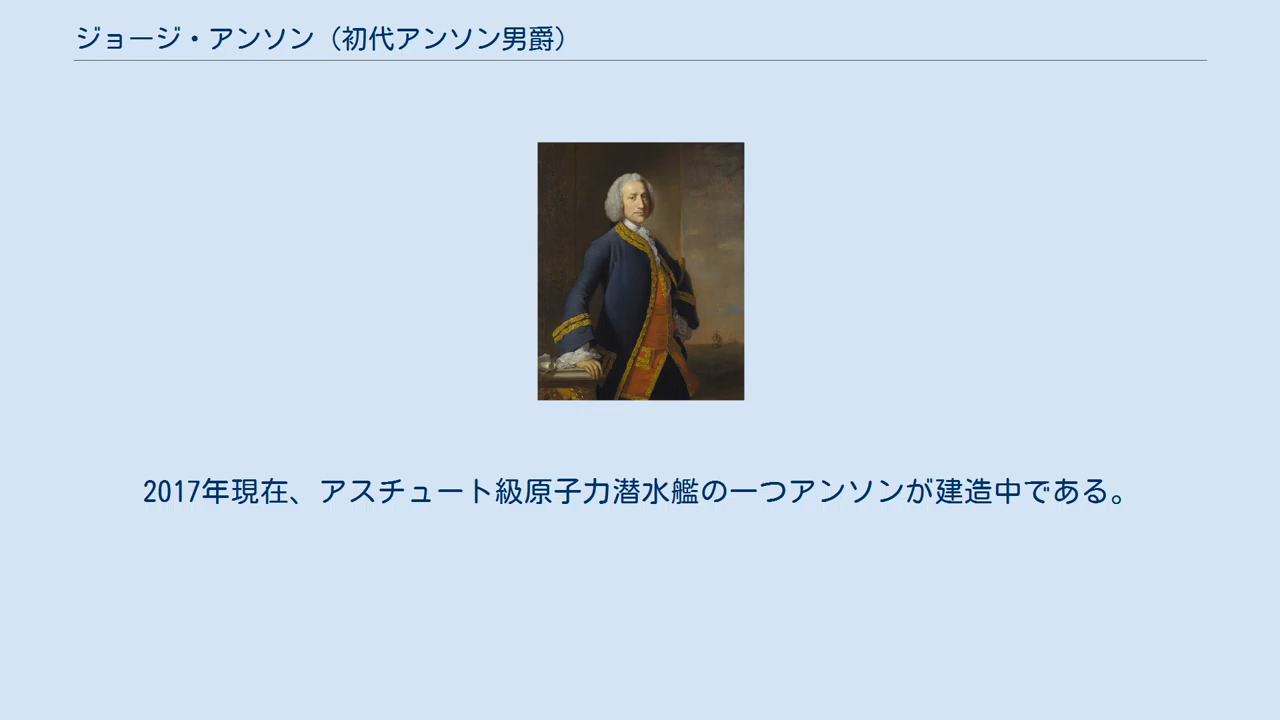 ジョージ・アンソン（初代アンソン男爵）
2017年現在、アスチュート級原子力潜水艦の一つアンソンが建造中である。